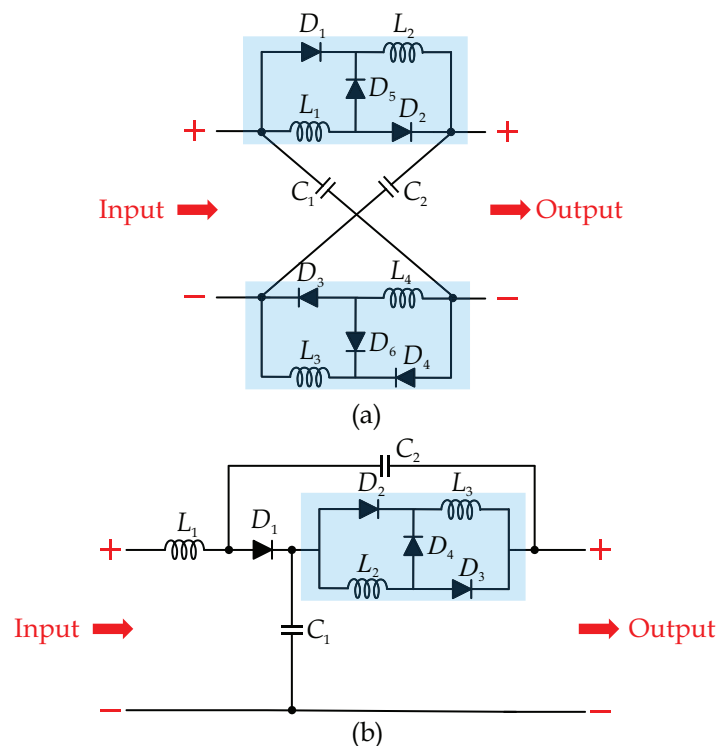 D1 L2
D5
L1 D2
+ +
C1 C2
Input Output
− −
D3 L4
L3 D6 D4
(a)
C2
D2 L3
L1 D1
+ +
D4
L2 D3
Input C1 Output
− −
(b)